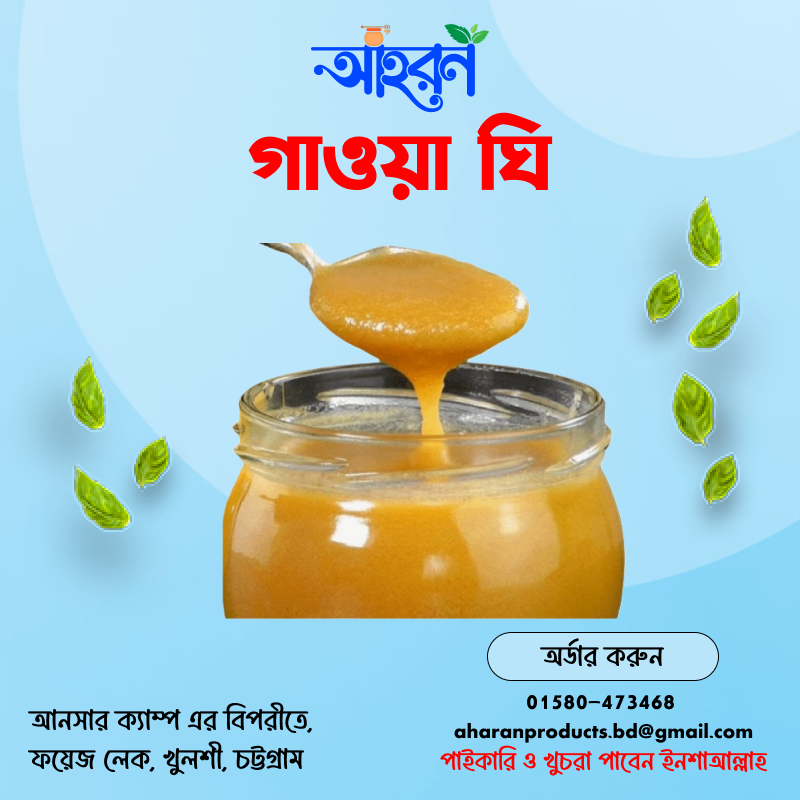 আহরন
গাওয়া ঘি
অর্ডার করুন
01580-473468
aharanproducts.bd@gmail.com
পাইকারি ও খুচরা পাবেন ইনশাআল্লাহ
আনসার ক্যাম্প এর বিপরীতে,
ফয়েজ লেক, খুলশী, চট্টগ্রাম